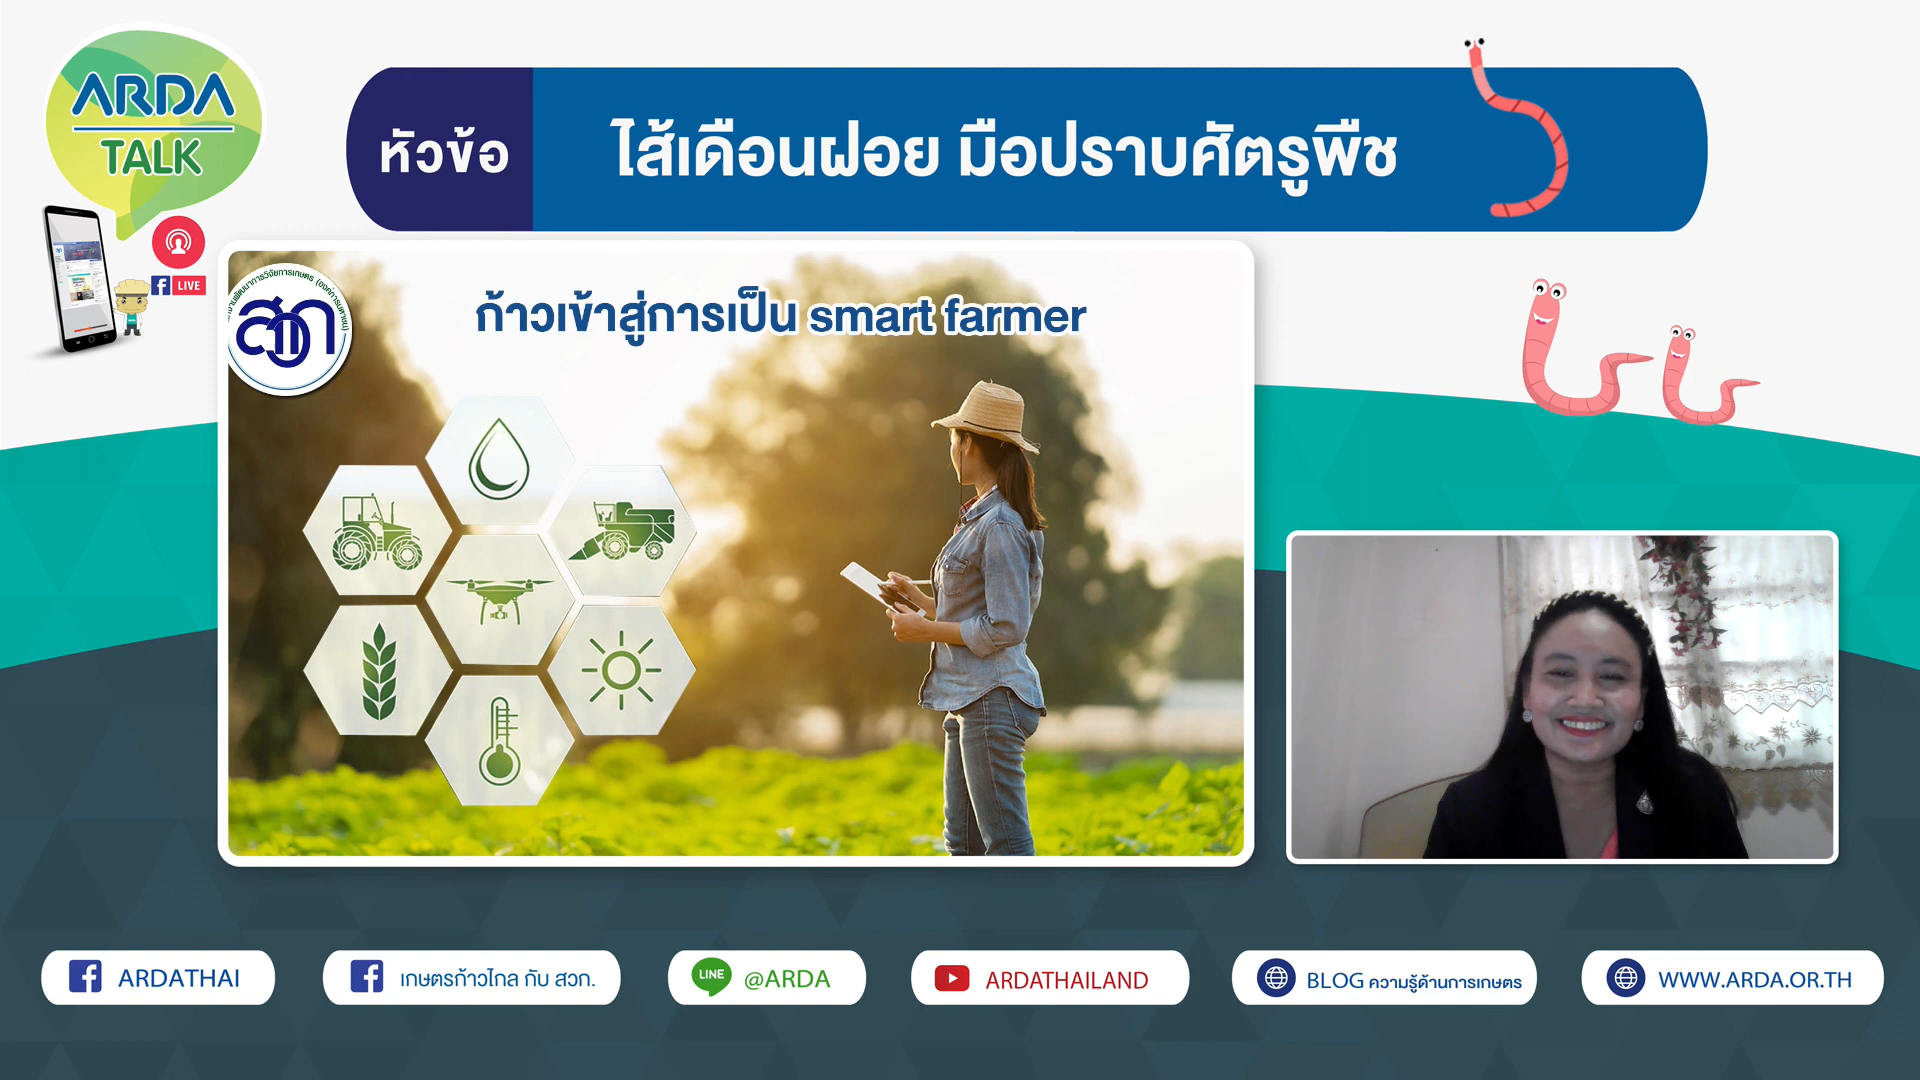 ARDA
TALK
LIVE
หัวข้อ
ไส้เดือนฝอย มือปราบศัตรูพืช
สวก
ก้าวเข้าสู่การเป็น smart farmer
ARDATHAI
เกษตรก้าวไกล กับ สวก.
LINE
@ARDA
ARDATHAILAND
BLOG ความรู้ด้านการเกษตร
WWW.ARDA.OR.TH